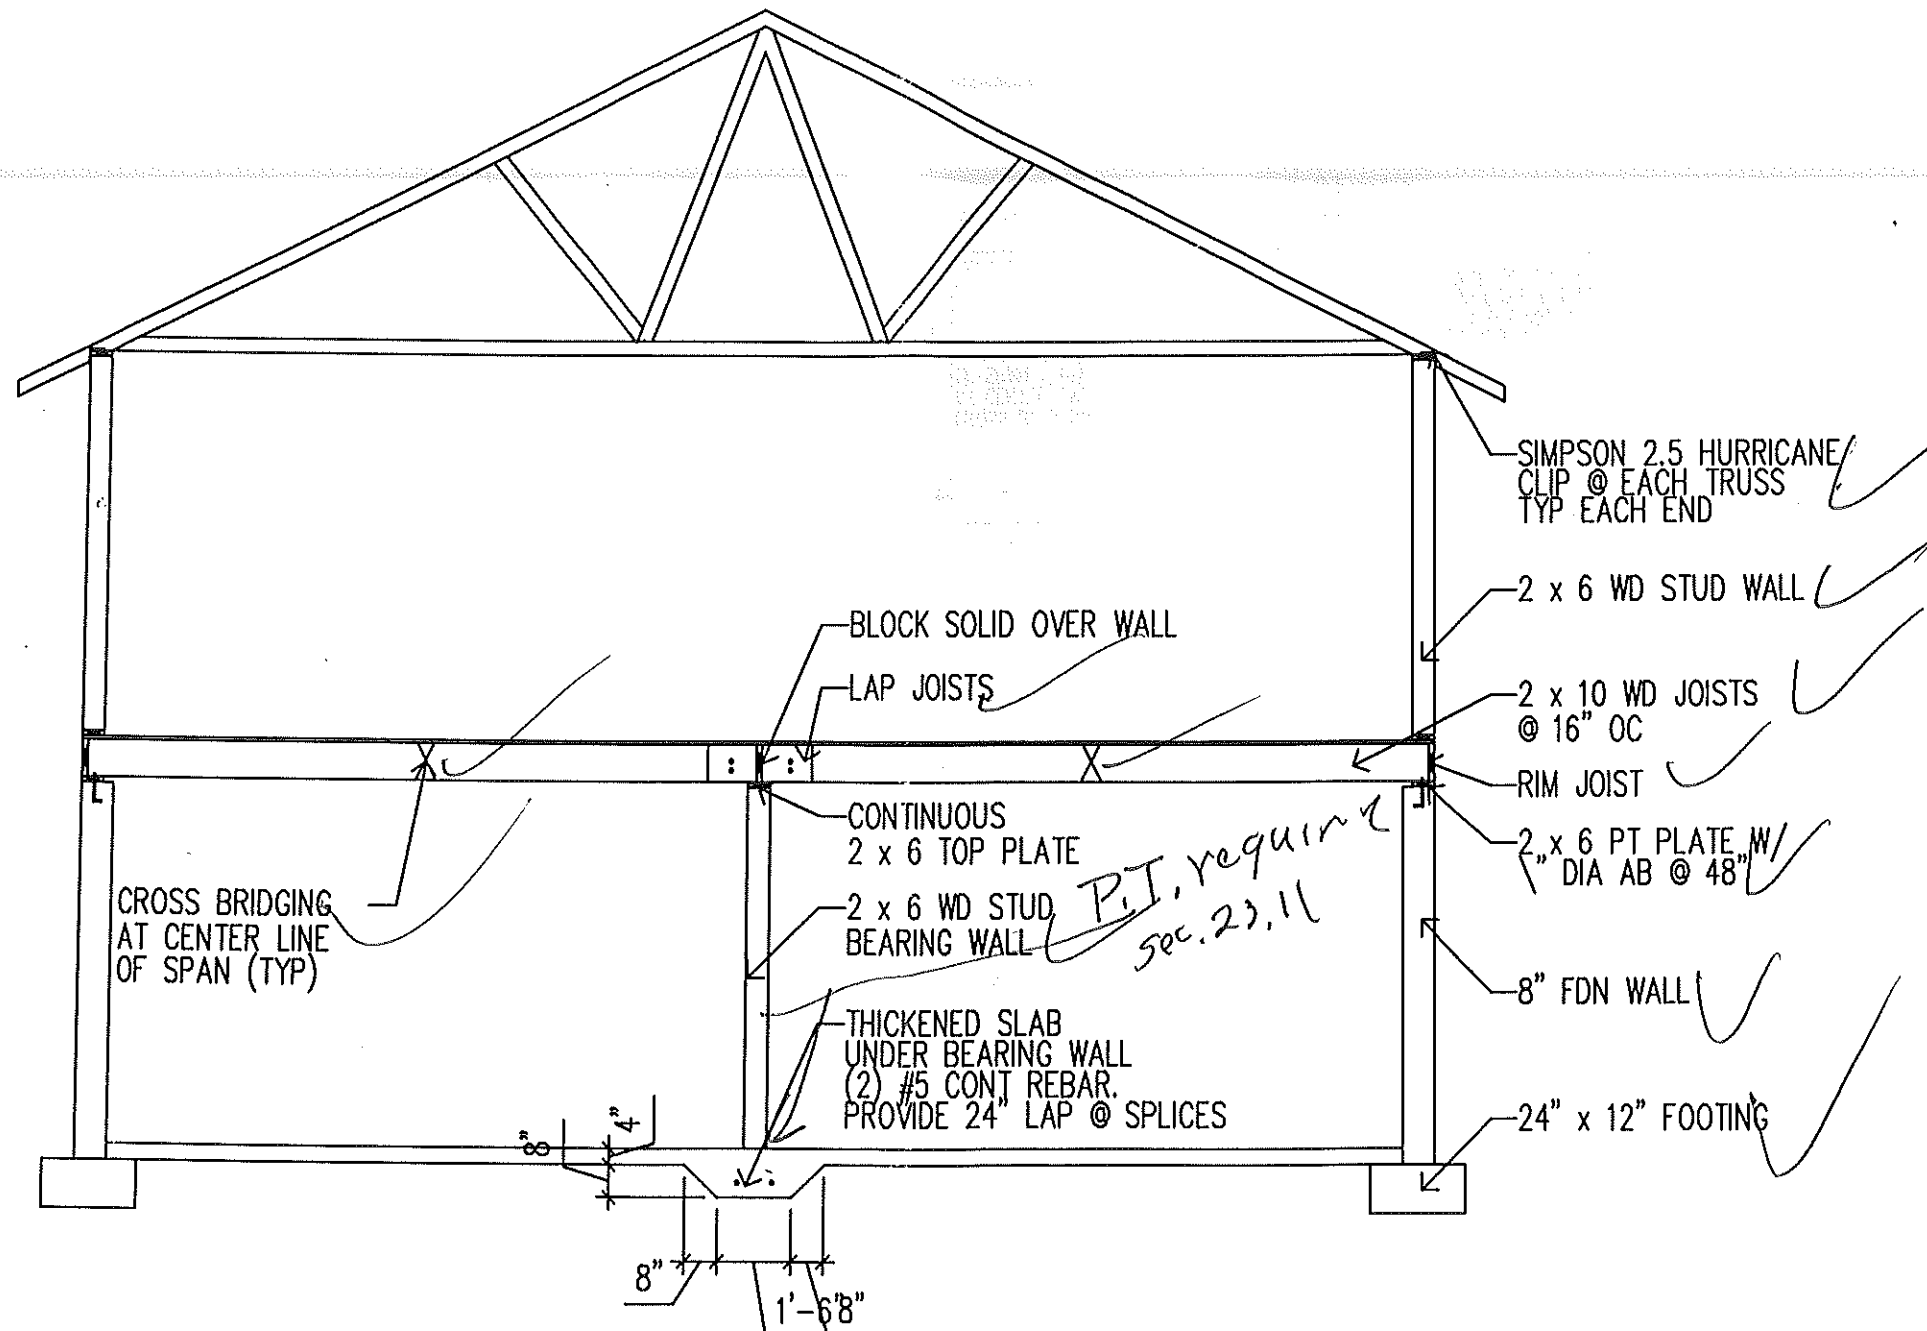 SIMPSON 2.5 HURRICANE
CLIP @ EACH TRUSS
TYP EACH END
2 x 6 WD STUD WALL
BLOCK SOLID OVER WALL
LAP JOISTS
2 x 10 WD JOISTS
@ 16" OC
RIM JOIST
CONTINUOUS
2 x 6 TOP PLATE
2 x 6 PT PLATE W/
" DIA AB @ 48"
CROSS BRIDGING
AT CENTER LINE
OF SPAN (TYP)
2 x 6 WD STUD
BEARING WALL
P.T. require
sec. 23.11
8" FDN WALL
THICKENED SLAB
UNDER BEARING WALL
(2) #5 CONT REBAR.
PROVIDE 24" LAP @ SPLICES
24" x 12" FOOTING
8"
4"
8"
1'-6"
8"